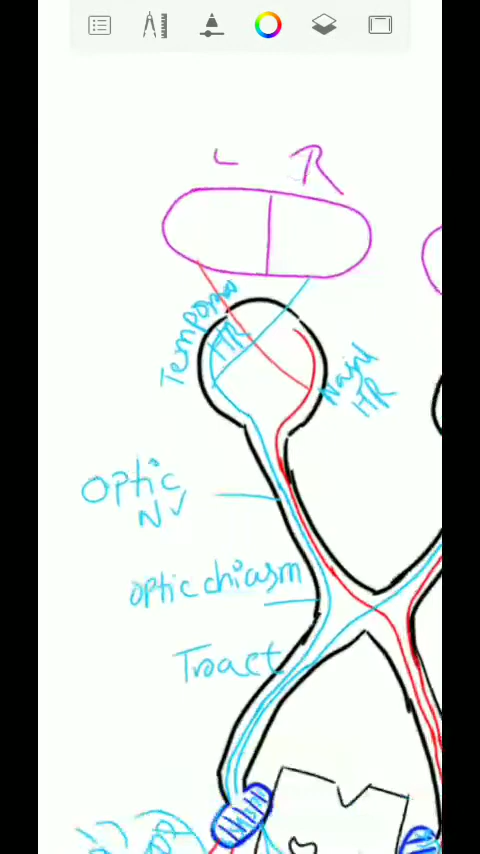 L R
Temporal
HR
Nasal
HR
Optic
NV
optic chiasm
Tract